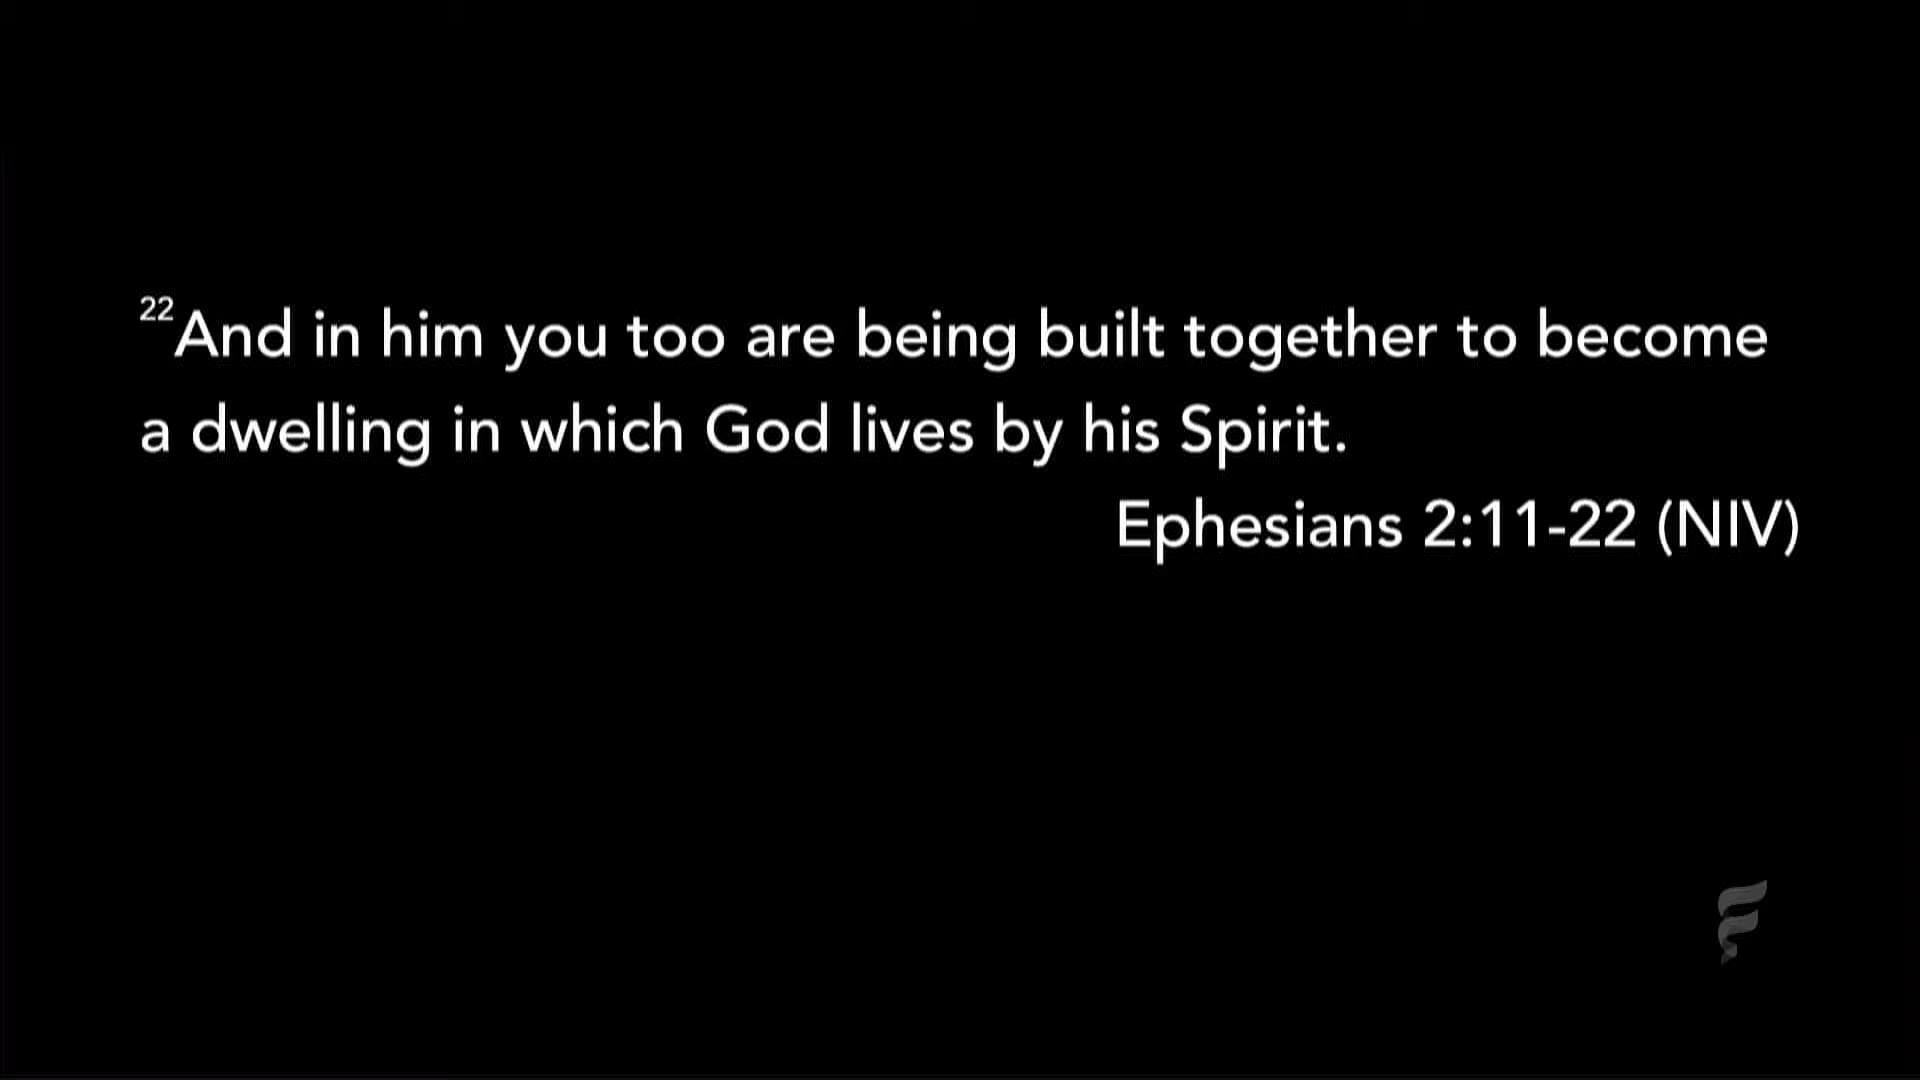 22And in him you too are being built together to become
a dwelling in which God lives by his Spirit.
Ephesians 2:11-22 (NIV)